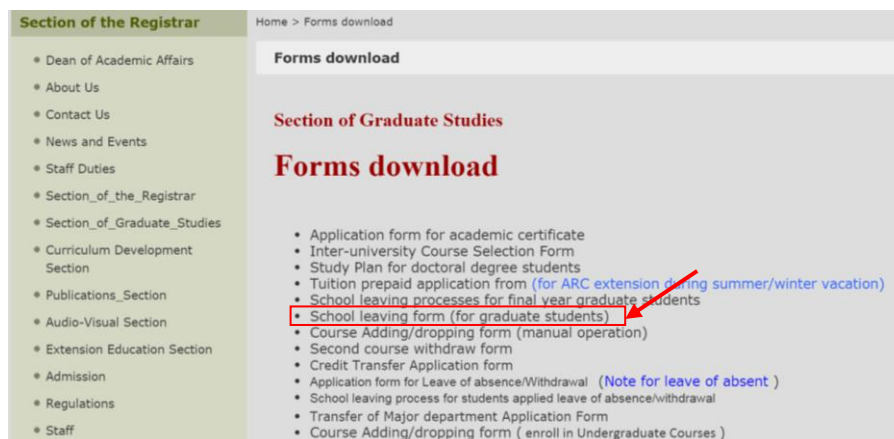 Section of the Registrar
Dean of Academic Affairs
About Us
Contact Us
News and Events
Staff Duties
Section_of_the_Registrar
Section_of_Graduate_Studies
Curriculum Development
Section
Publications_Section
Audio-Visual Section
Extension Education Section
Admission
Regulations
Staff
Home > Forms download
Forms download
Section of Graduate Studies
Forms download
Application form for academic certificate
Inter-university Course Selection Form
Study Plan for doctoral degree students
Tuition prepaid application from (for ARC extension during summer/winter vacation)
School leaving processes for final year graduate students
School leaving form (for graduate students)
Course Adding/dropping form (manual operation)
Second course withdraw form
Credit Transfer Application form
Application form for Leave of absence/Withdrawal (Note for leave of absent )
School leaving process for students applied leave of absence/withdrawal
Transfer of Major department Application Form
Course Adding/dropping form ( enroll in Undergraduate Courses )